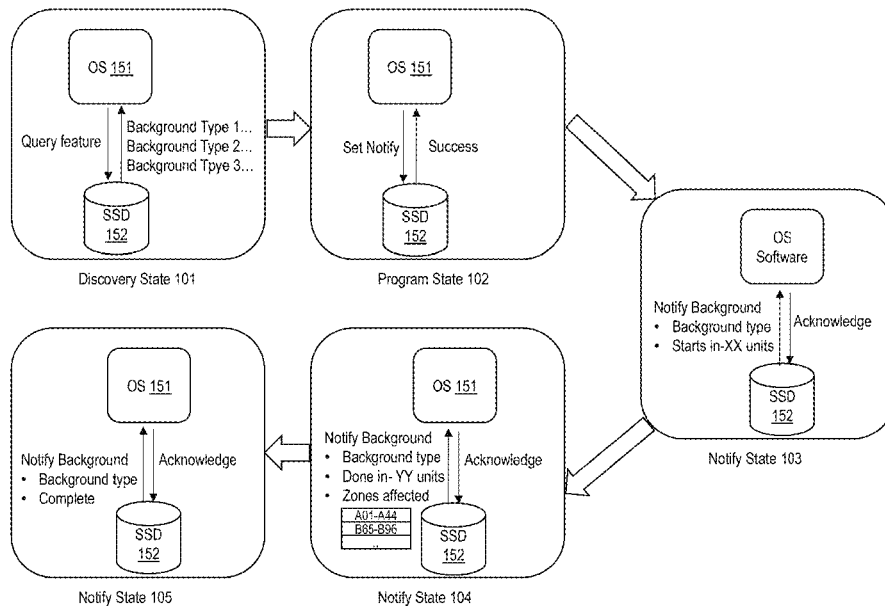 OS 151
Query feature
Background Type 1...
Background Type 2...
Background Tpye 3...
SSD
152
Discovery State 101
OS 151
Set Notify
Success
SSD
152
Program State 102
OS
Software
Notify Background
• Background type
• Starts in-XX units
Acknowledge
SSD
152
Notify State 103
OS 151
Notify Background
• Background type
• Done in- YY units
• Zones affected
A01-A44
B65-B96
..
Acknowledge
SSD
152
Notify State 104
OS 151
Notify Background
• Background type
• Complete
Acknowledge
SSD
152
Notify State 105